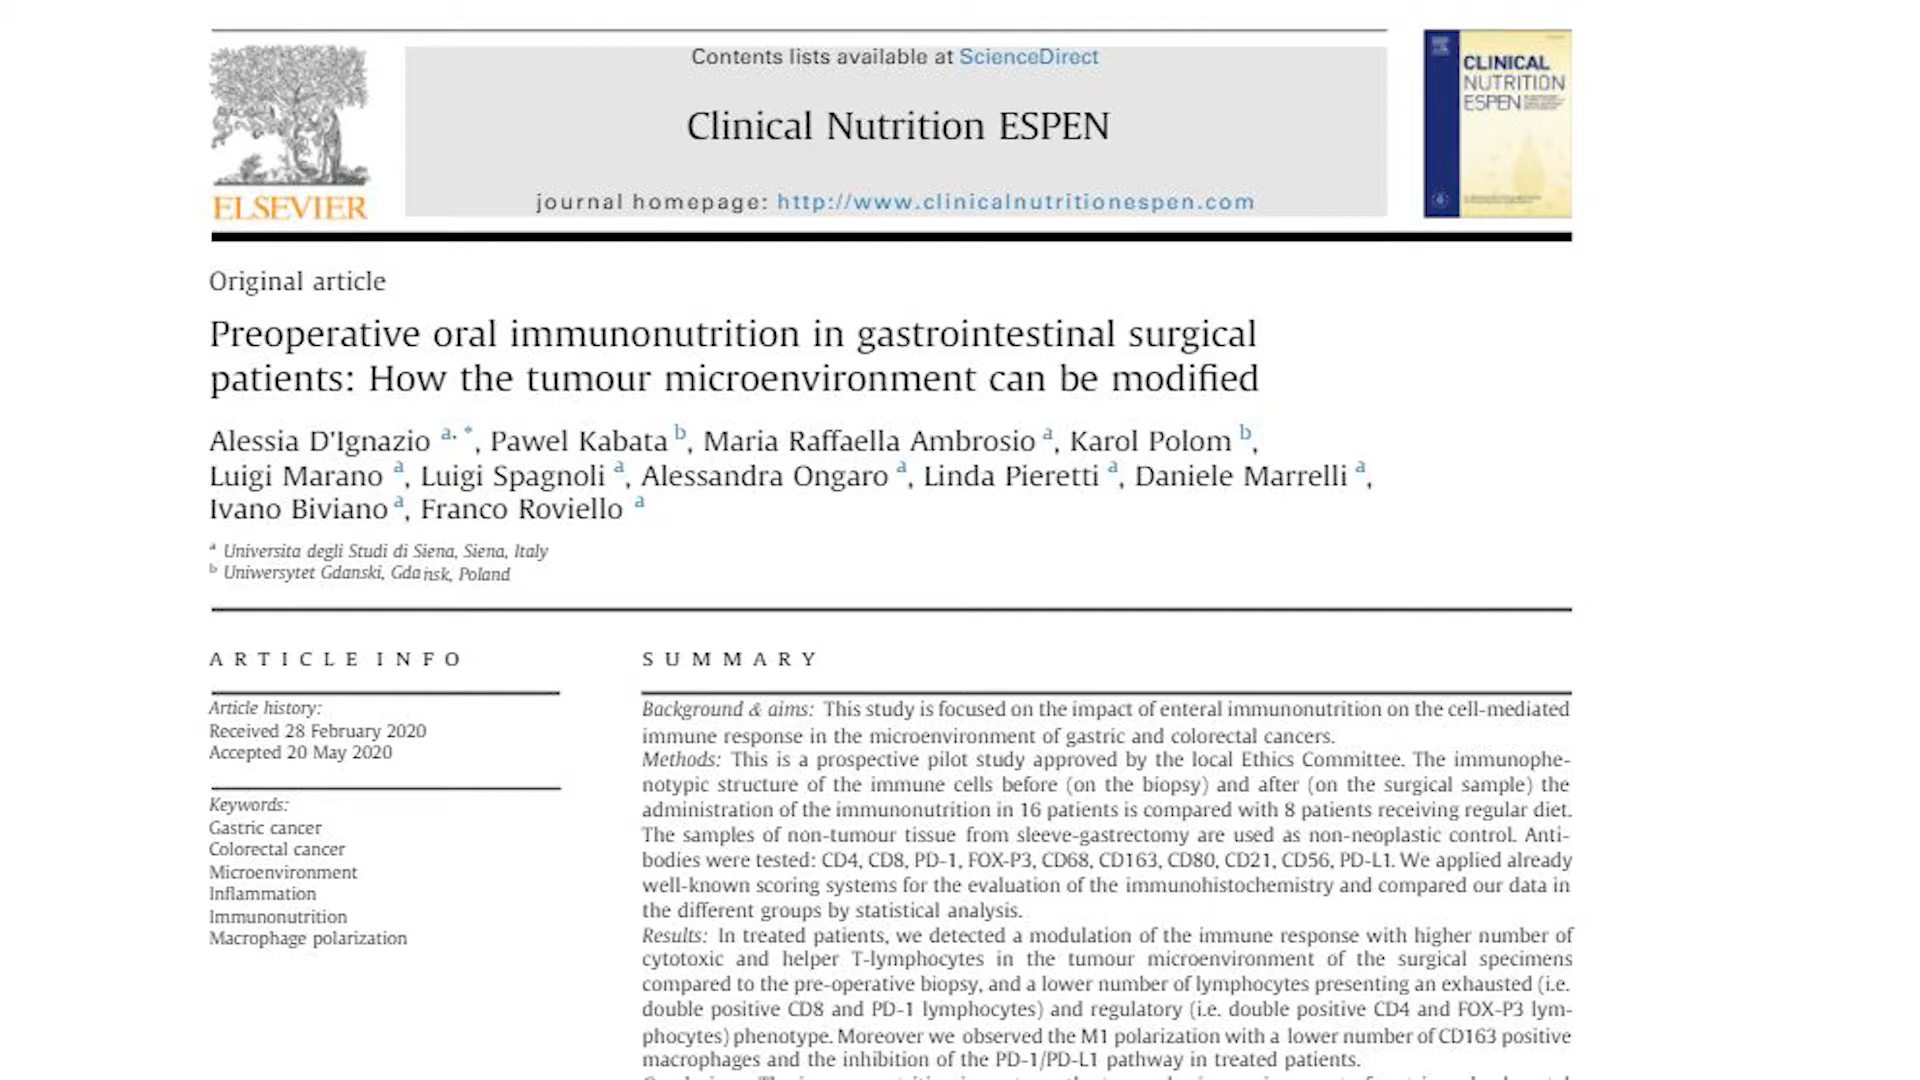 Contents lists available at ScienceDirect
Clinical Nutrition ESPEN
journal homepage: http://www.clinicalnutritionespen.com
ELSEVIER
CLINICAL
NUTRITION
ESPEN
Original article
Preoperative oral immunonutrition in gastrointestinal surgical
patients: How the tumour microenvironment can be modified
Alessia D'Ignazio a, *, Pawel Kabata b, Maria Raffaella Ambrosio a, Karol Polom b,
Luigi Marano a, Luigi Spagnoli a, Alessandra Ongaro a, Linda Pieretti a, Daniele Marrelli a,
Ivano Biviano a, Franco Roviello a
a Universita degli Studi di Siena, Siena, Italy
b Uniwersytet Gdanski, Gdańsk, Poland
ARTICLE INFO
Article history:
Received 28 February 2020
Accepted 20 May 2020
Keywords:
Gastric cancer
Colorectal cancer
Microenvironment
Inflammation
Immunonutrition
Macrophage polarization
SUMMARY
Background & aims: This study is focused on the impact of enteral immunonutrition on the cell-mediated
immune response in the microenvironment of gastric and colorectal cancers.
Methods: This is a prospective pilot study approved by the local Ethics Committee. The immunophe-
notypic structure of the immune cells before (on the biopsy) and after (on the surgical sample) the
administration of the immunonutrition in 16 patients is compared with 8 patients receiving regular diet.
The samples of non-tumour tissue from sleeve-gastrectomy are used as non-neoplastic control. Anti-
bodies were tested: CD4, CD8, PD-1, FOX-P3, CD68, CD163, CD80, CD21, CD56, PD-L1. We applied already
well-known scoring systems for the evaluation of the immunohistochemistry and compared our data in
the different groups by statistical analysis.
Results: In treated patients, we detected a modulation of the immune response with higher number of
cytotoxic and helper T-lymphocytes in the tumour microenvironment of the surgical specimens
compared to the pre-operative biopsy, and a lower number of lymphocytes presenting an exhausted (i.e.
double positive CD8 and PD-1 lymphocytes) and regulatory (i.e. double positive CD4 and FOX-P3 lym-
phocytes) phenotype. Moreover we observed the M1 polarization with a lower number of CD163 positive
macrophages and the inhibition of the PD-1/PD-L1 pathway in treated patients.